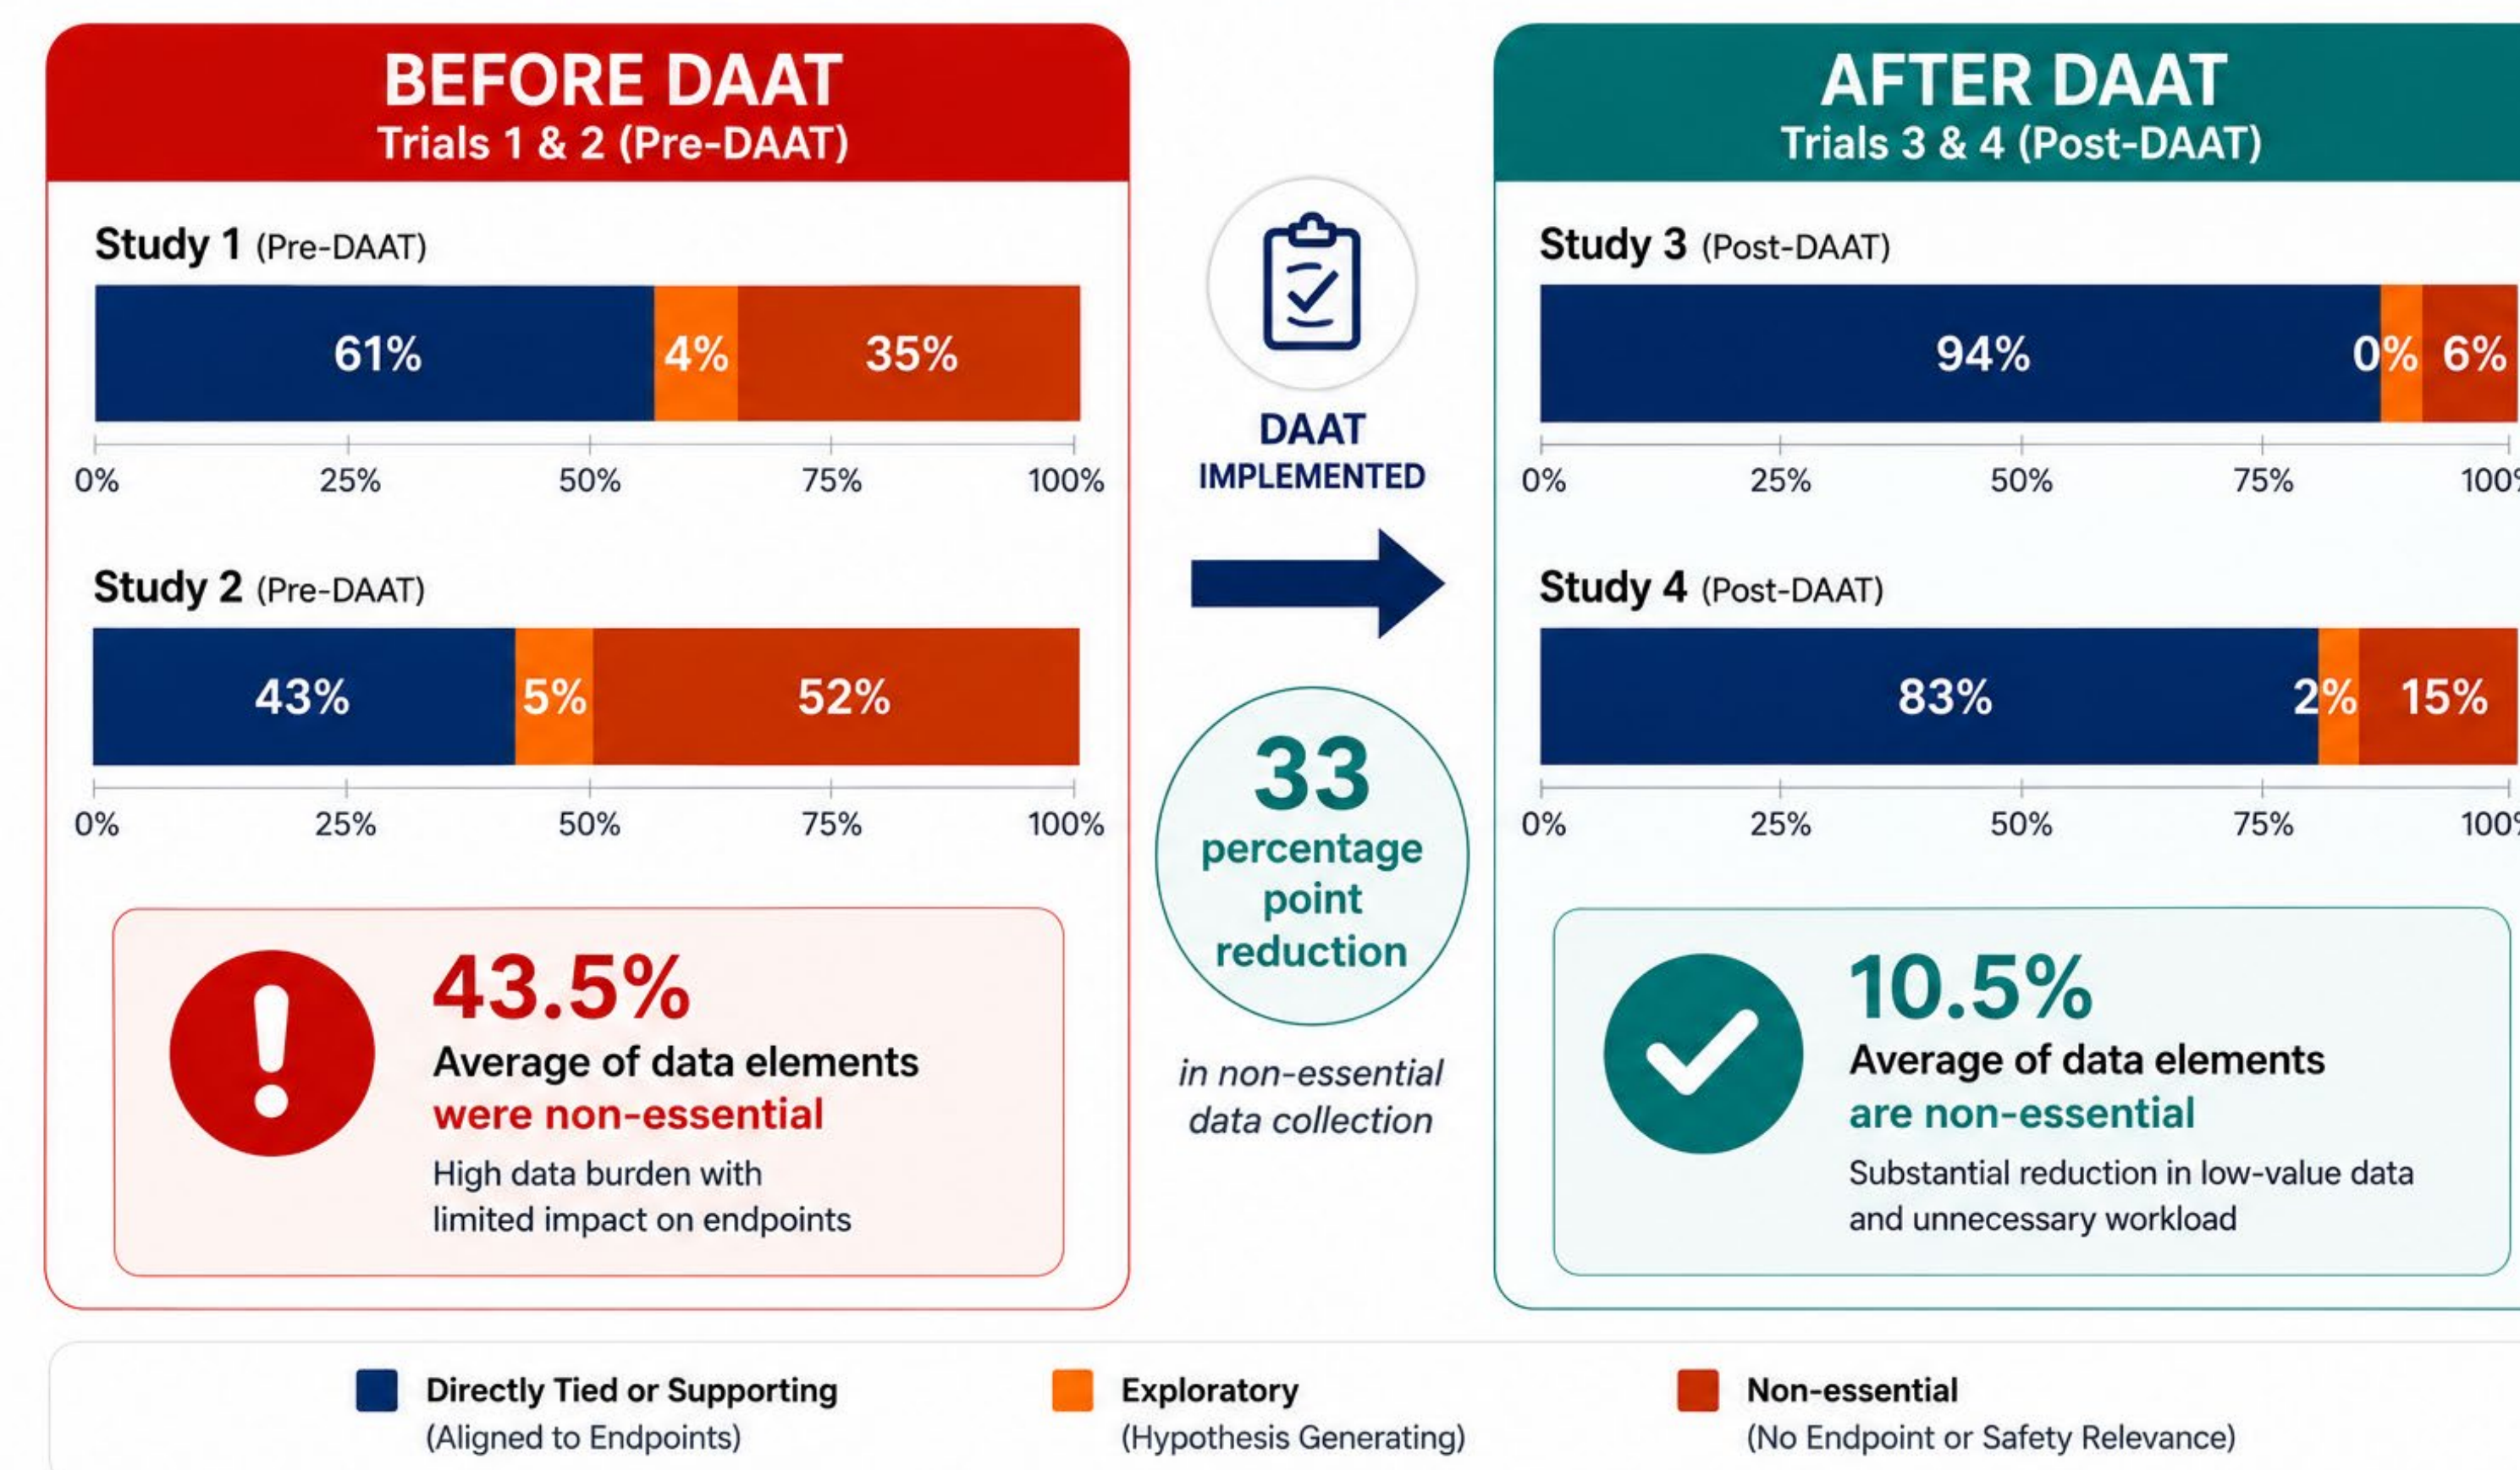 BEFORE DAAT
Trials 1 & 2 (Pre-DAAT)
Study 1 (Pre-DAAT)
61% 4% 35%
0% 25% 50% 75% 100%
Study 2 (Pre-DAAT)
43% 5% 52%
0% 25% 50% 75% 100%
43.5%
Average of data elements
were non-essential
High data burden with
limited impact on endpoints
DAAT
IMPLEMENTED
33
percentage
point
reduction
in non-essential
data collection
AFTER DAAT
Trials 3 & 4 (Post-DAAT)
Study 3 (Post-DAAT)
94% 0% 6%
0% 25% 50% 75% 100%
Study 4 (Post-DAAT)
83% 2% 15%
0% 25% 50% 75% 100%
10.5%
Average of data elements
are non-essential
Substantial reduction in low-value data
and unnecessary workload
Directly Tied or Supporting
(Aligned to Endpoints)
Exploratory
(Hypothesis Generating)
Non-essential
(No Endpoint or Safety Relevance)